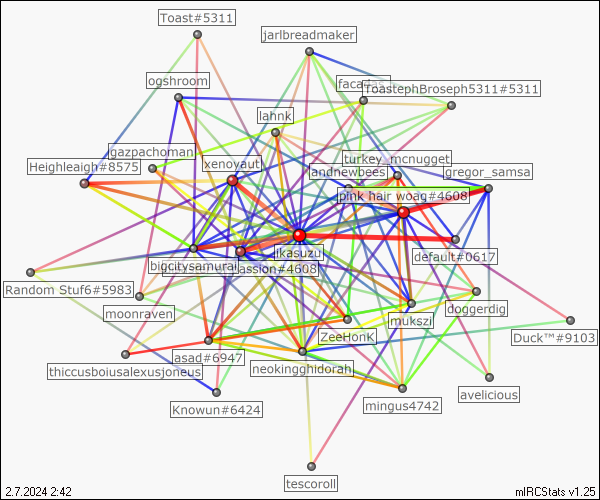 Toast#5311
jarlbreadmaker
ogshroom
ToastephBroseph5311#5311
lahnk
gazpachoman
turkey_mcnugget
Heighleigh#8575
xenoyaut
andnewbees
gregor_samsa
pink hair woag#4608
ikasuzu
default#0617
bigcitysamurai
assion#4608
Random Stuf6#5983
moonraven
doggerdig
mukszi
ZeeHonK
Duck™#9103
asad#6947
neokingghidorah
thiccusboiusalexusjoneus
avelicious
Knowun#6424
mingus4742
tescoroll
2.7.2024 2:42
mIRCStats v1.25